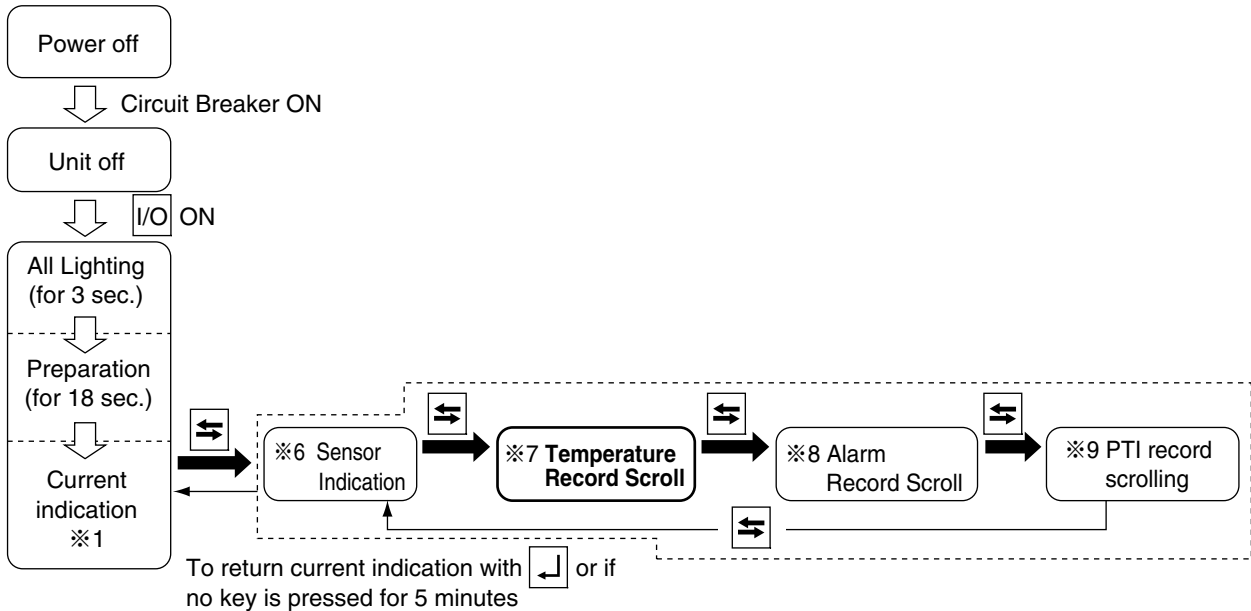 Power off
Circuit Breaker ON
Unit off
I/O ON
All Lighting
(for 3 sec.)
Preparation
(for 18 sec.)
Current
indication
※1
※6 Sensor
Indication
※7 Temperature
Record Scroll
※8 Alarm
Record Scroll
※9 PTI record
scrolling
To return current indication with or if
no key is pressed for 5 minutes